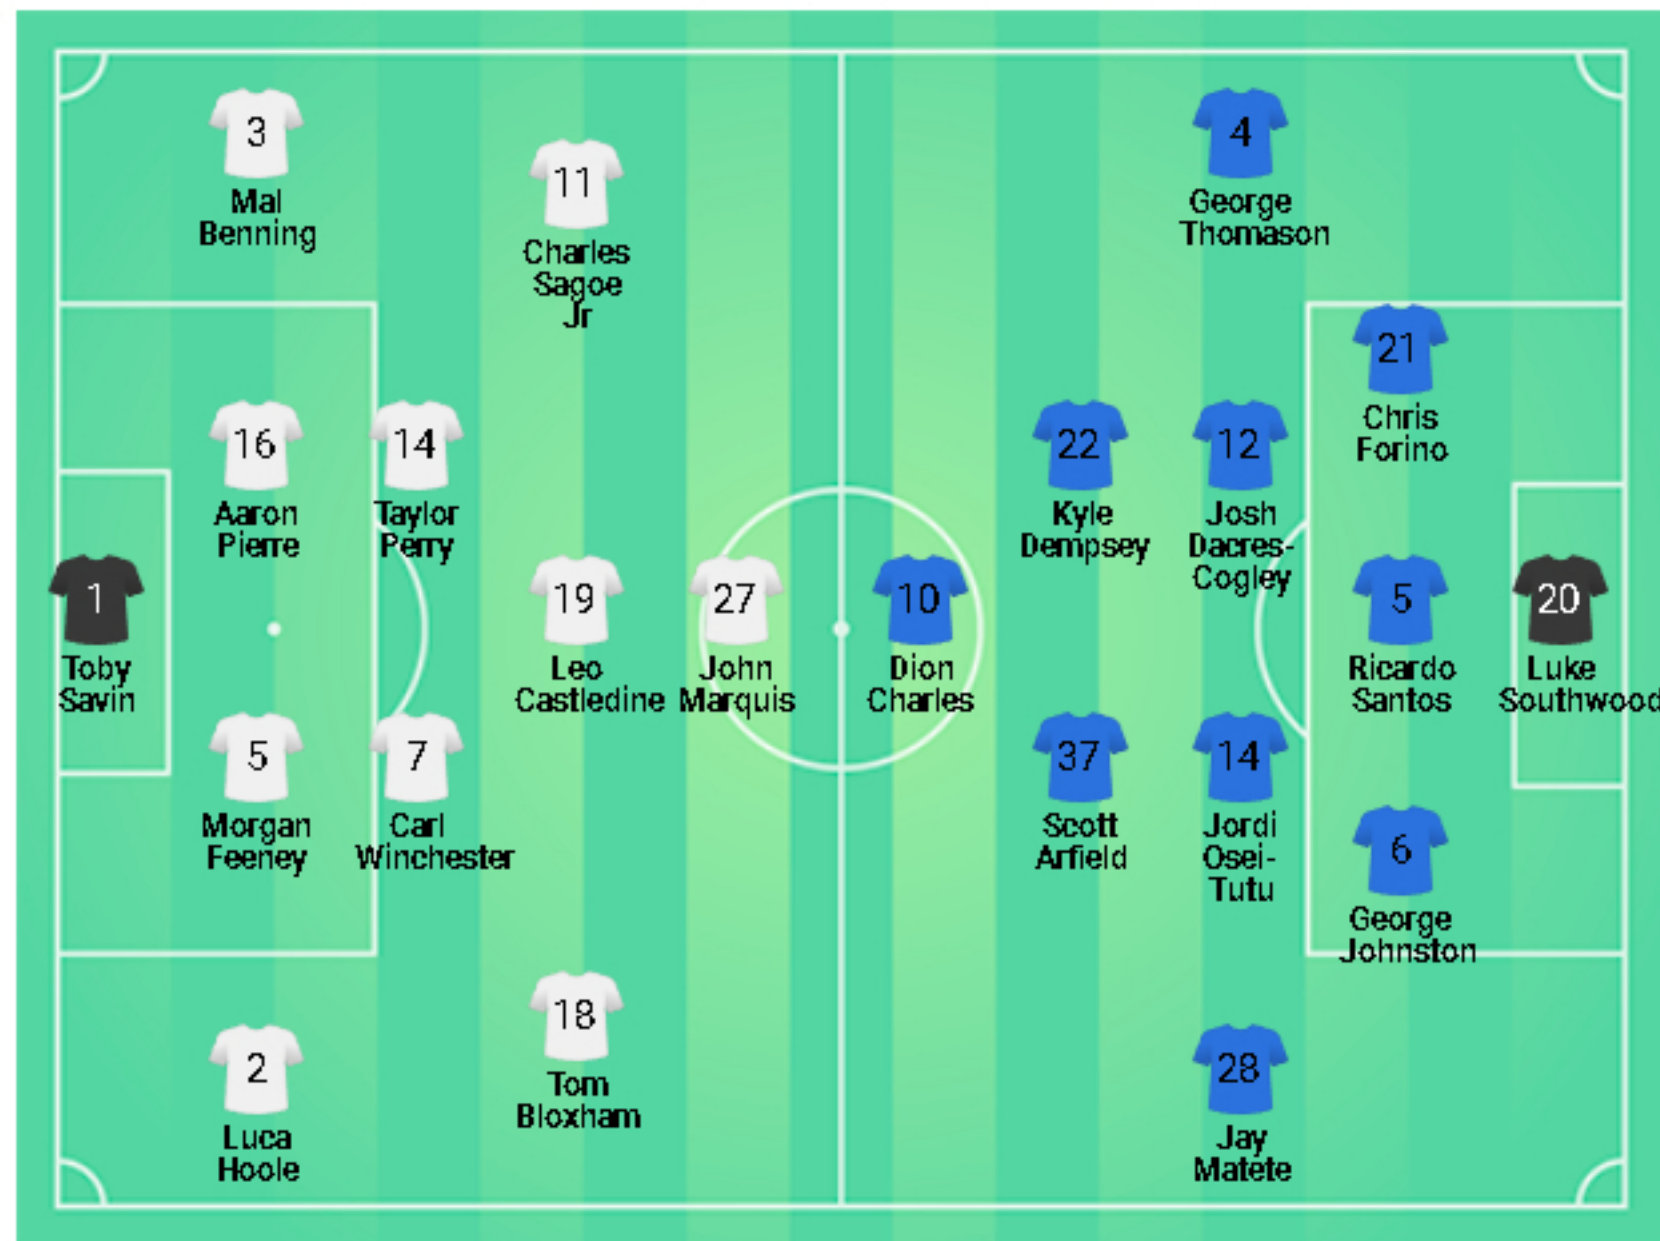 3
Mal
Benning
11
Charles
Sagoe
Jr
16
Aaron
Pierre
14
Taylor
Perry
1
Toby
Savin
19
Leo
Castledine
27
John
Marquis
5
Morgan
Feeney
7
Carl
Winchester
2
Luca
Hoole
18
Tom
Bloxham
4
George
Thomason
21
Chris
Forino
22
Kyle
Dempsey
12
Josh
Dacres-
Cogley
10
Dion
Charles
5
Ricardo
Santos
20
Luke
Southwood
37
Scott
Arfield
14
Jordi
Osei-
Tutu
6
George
Johnston
28
Jay
Matete